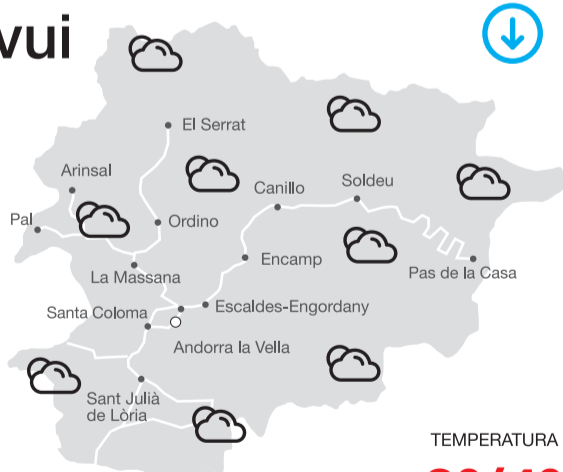 vui
El Serrat
Arinsal
Canillo
Soldeu
Pal
Ordino
Encamp
Pas de la Casa
La Massana
Santa Coloma
Escaldes-Engordany
Andorra la Vella
Sant Julià
de Lòria
TEMPERATURA